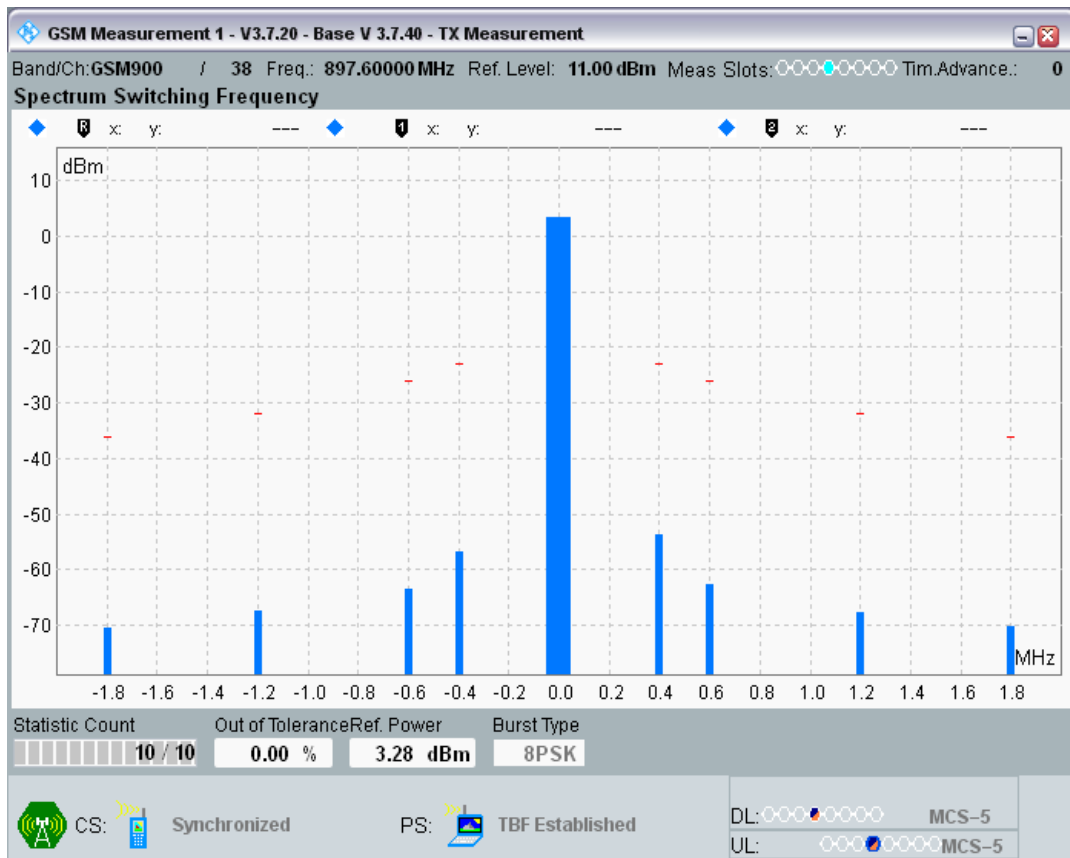 GSM Measurement 1 - V3.7.20 - Base V 3.7.40 - TX Measurement
Band/Ch:GSM900 / 38 Freq.: 897.60000 MHz Ref. Level: 11.00 dBm Meas Slots: Tim.Advance.: 0
Spectrum Switching Frequency
R x: y: --- 1 x: y: --- 2 x: y: ---
dBm
10
0
-10
-20
-30
-40
-50
-60
-70
MHz
-1.8 -1.6 -1.4 -1.2 -1.0 -0.8 -0.6 -0.4 -0.2 0.0 0.2 0.4 0.6 0.8 1.0 1.2 1.4 1.6 1.8
Statistic Count Out of Tolerance Ref. Power Burst Type
10 / 10 0.00 % 3.28 dBm 8PSK
CS: Synchronized PS: TBF Established DL: MCS-5
UL: MCS-5